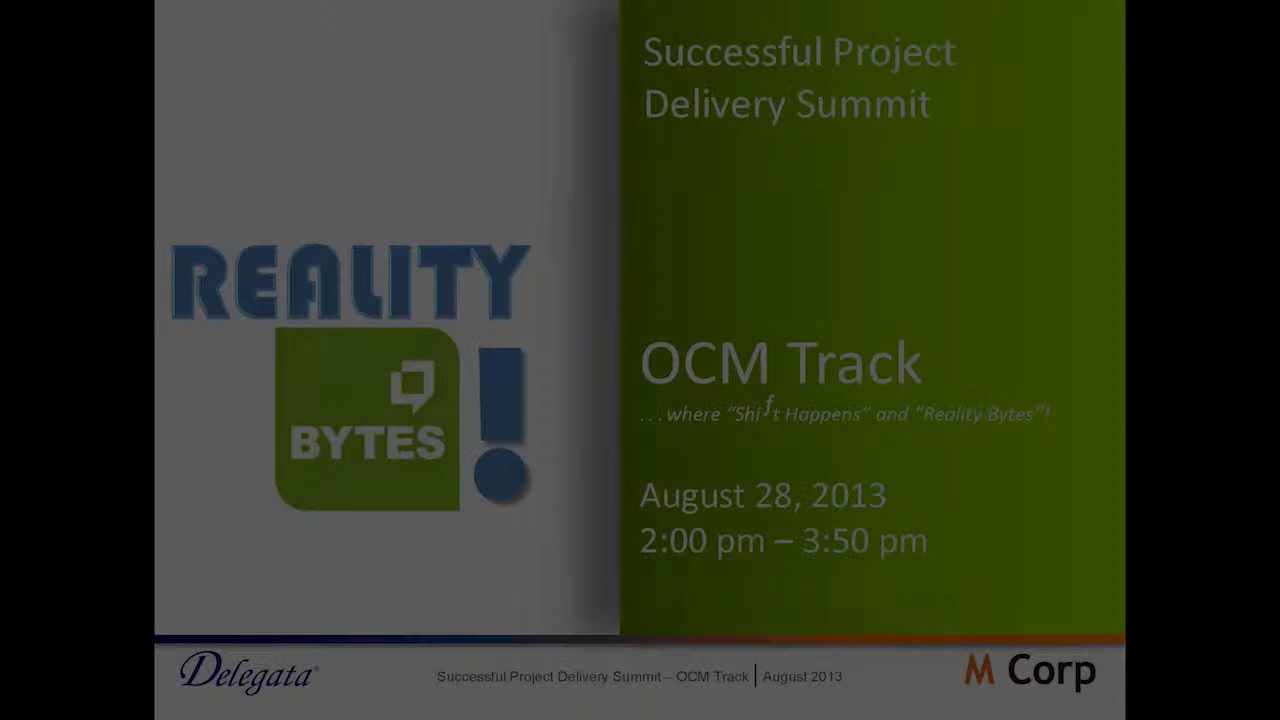 Successful Project
Delivery Summit
REALITY
BYTES
!
OCM Track
. . . where “Shift Happens” and “Reality Bytes”!
August 28, 2013
2:00 pm – 3:50 pm
Delegata®
Successful Project Delivery Summit – OCM Track | August 2013
M Corp